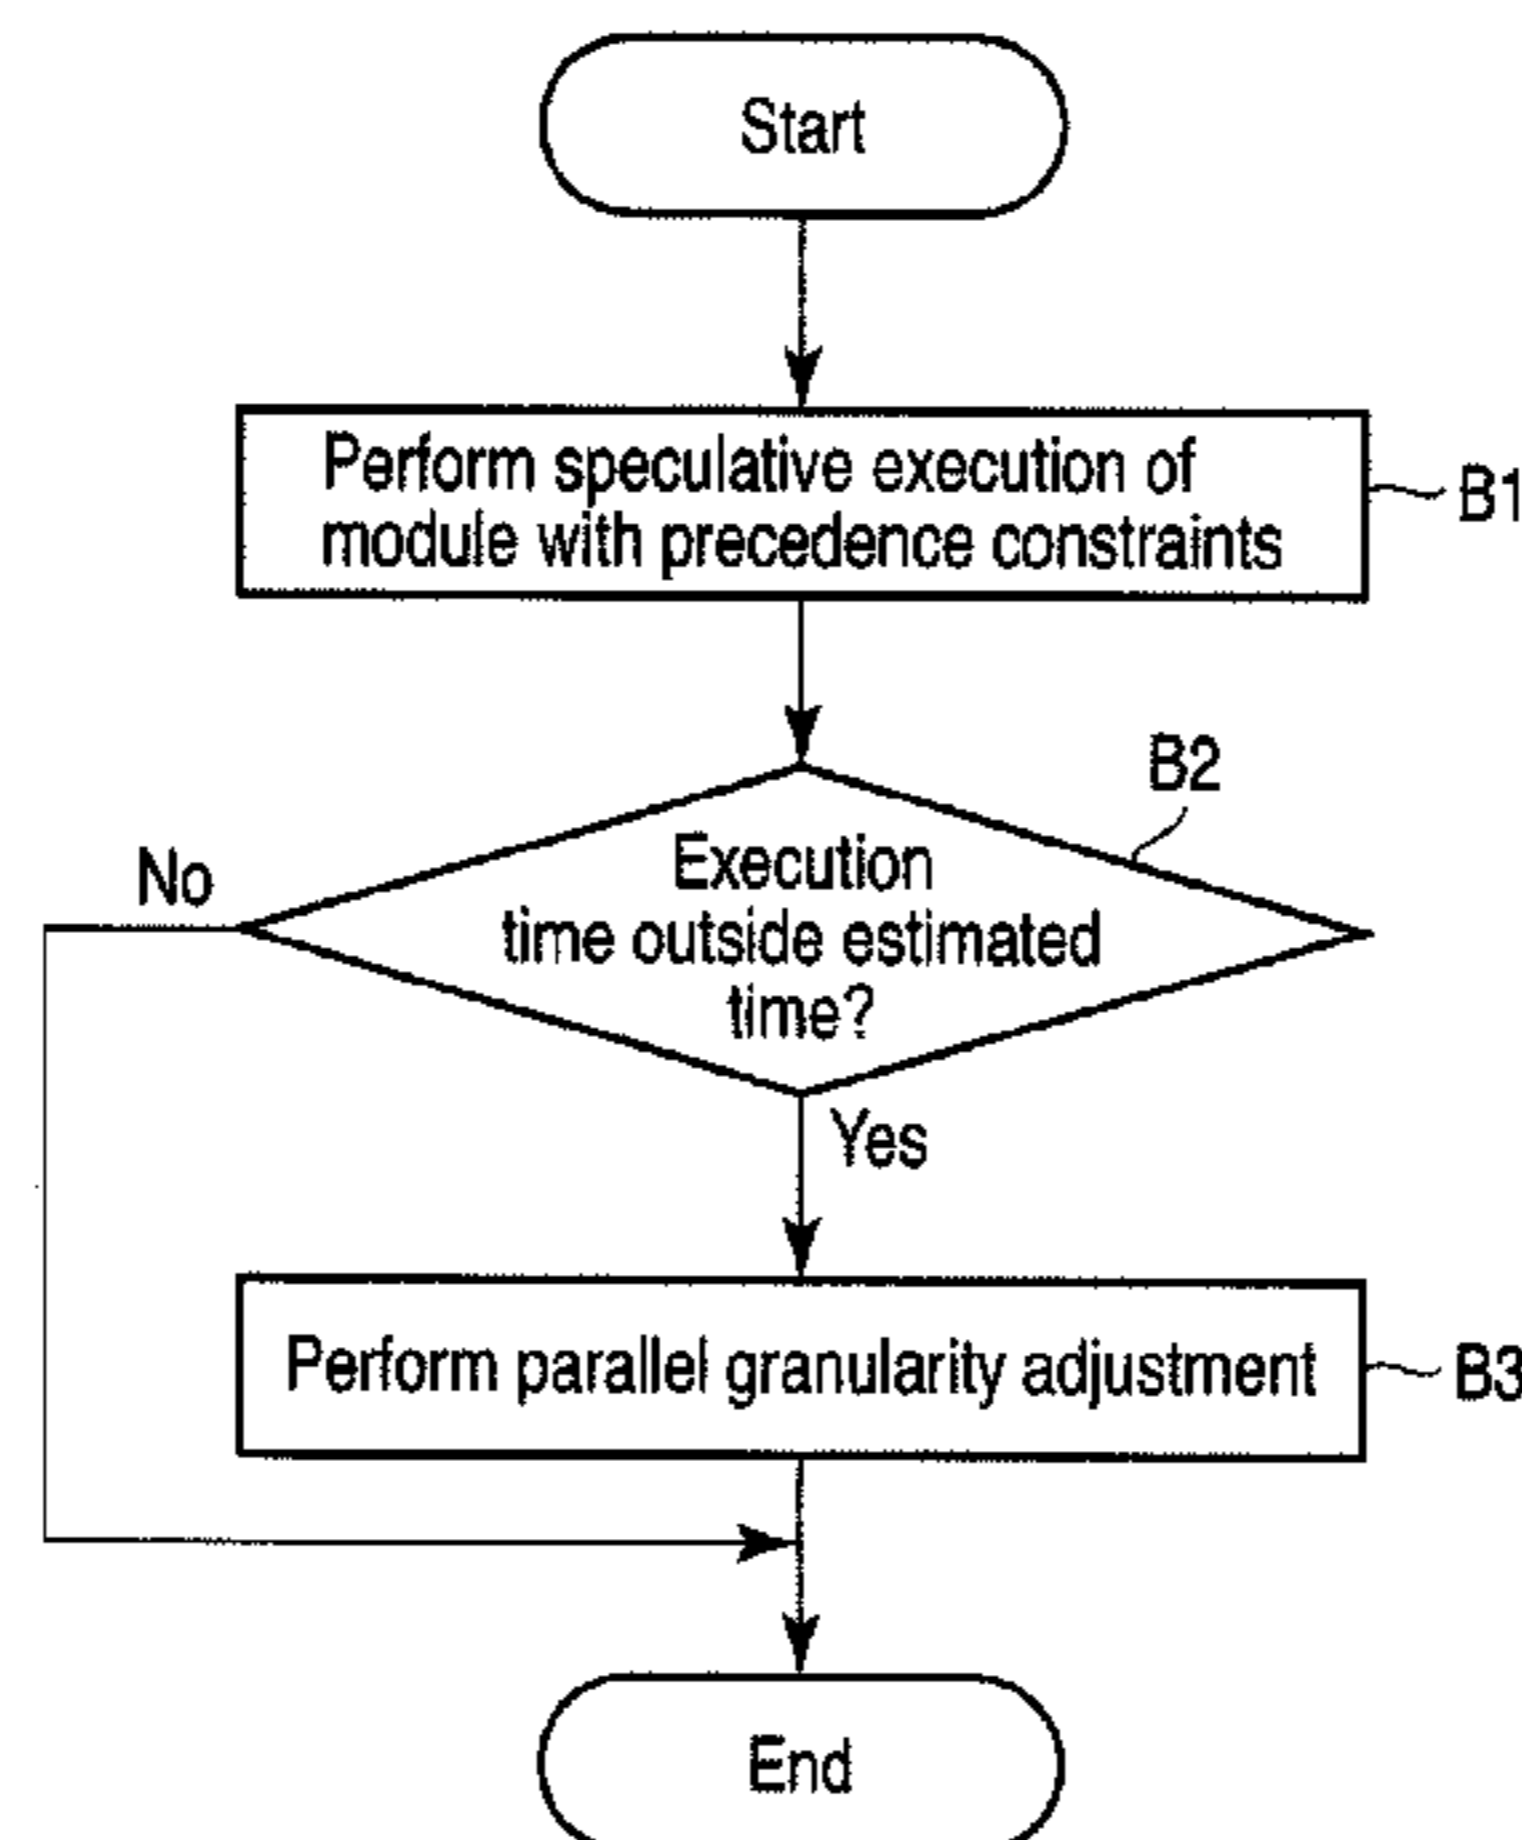 Start
Perform speculative execution of
module with precedence constraints
B1
B2
Execution
time outside estimated
time?
No
Yes
Perform parallel granularity adjustment
B3
End